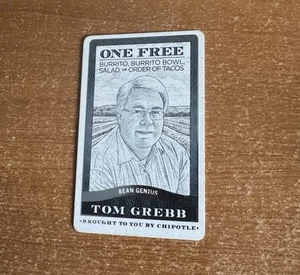 ONE FREE
BURRITO, BURRITO BOWL,
SALAD, OR ORDER OF TACOS
BEAN GENIUS
TOM GREBB
•BROUGHT TO YOU BY CHIPOTLE•